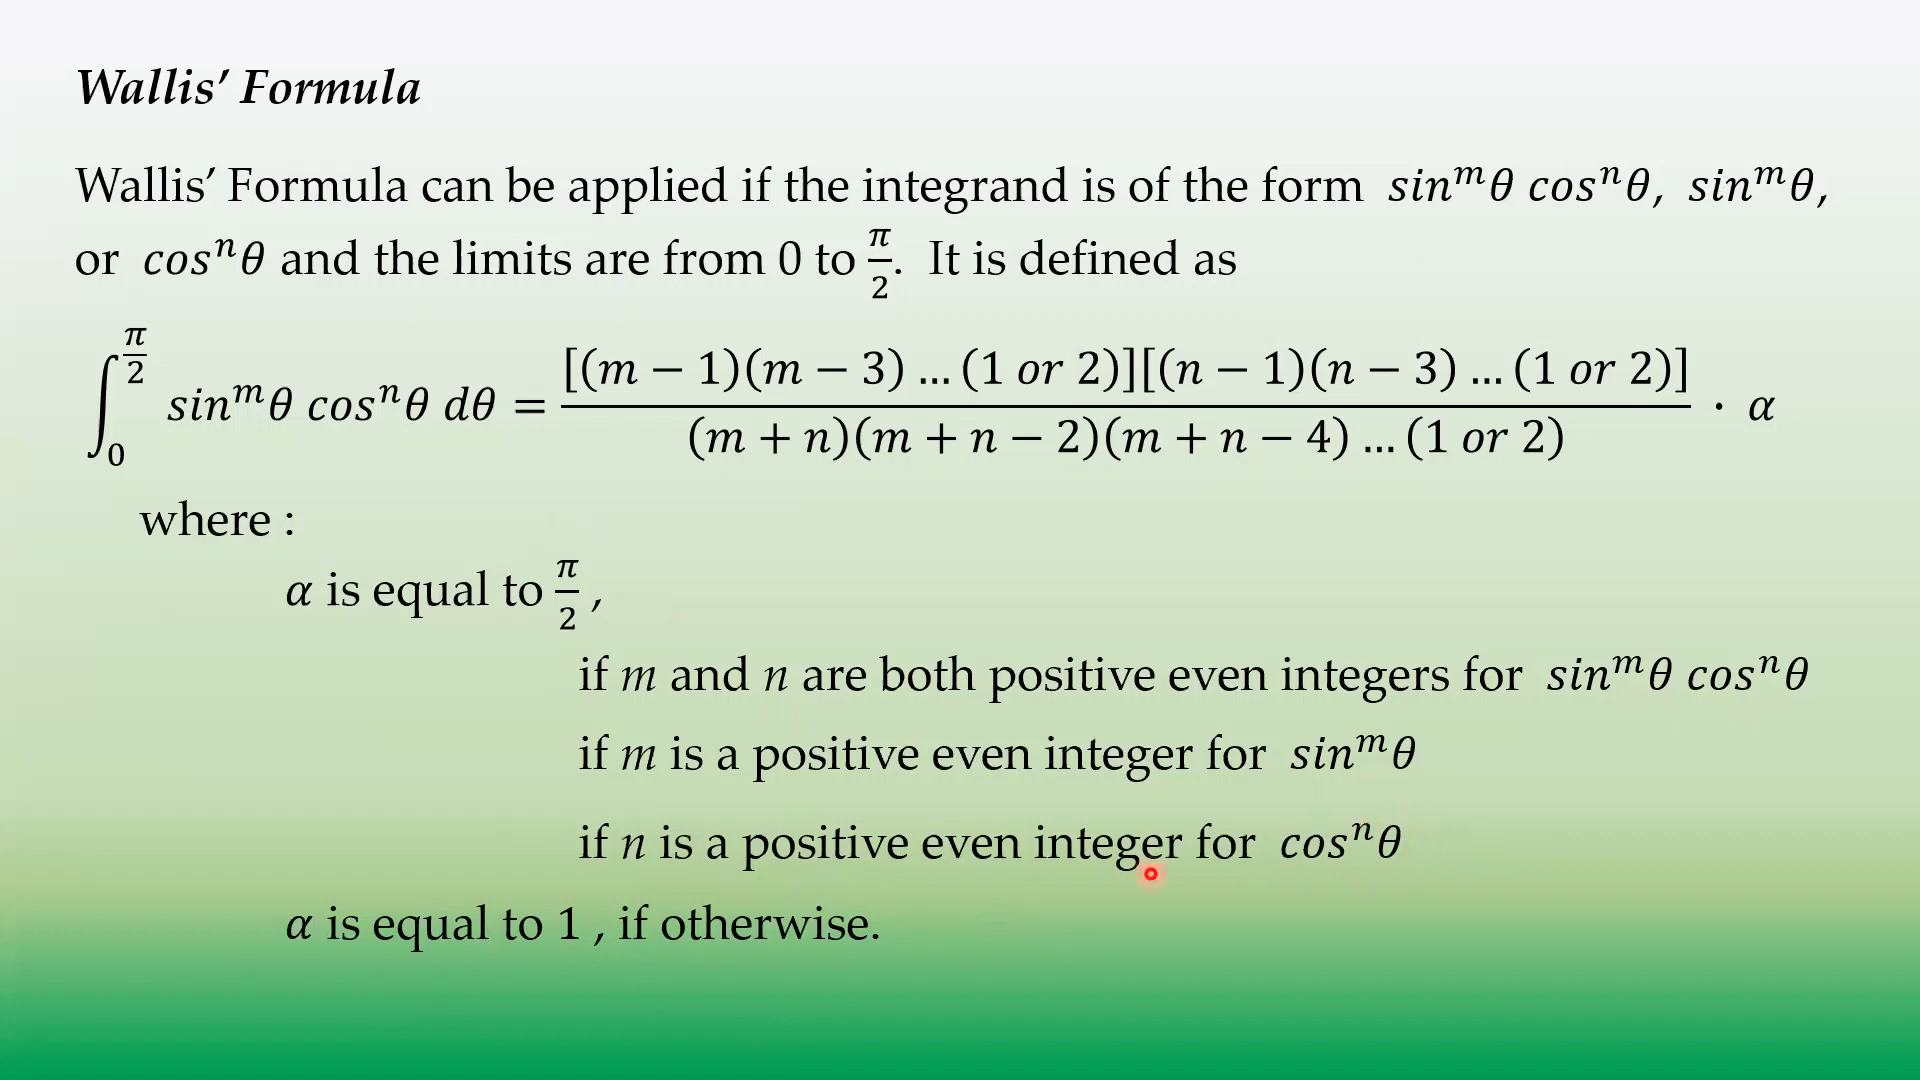 Wallis’ Formula
Wallis’ Formula can be applied if the integrand is of the form sin^mθ cos^nθ, sin^mθ,
or cos^nθ and the limits are from 0 to π/2. It is defined as
∫_0^{π/2} sin^mθ cos^nθ dθ = [(m − 1)(m − 3) … (1 or 2)][(n − 1)(n − 3) … (1 or 2)] / (m + n)(m + n − 2)(m + n − 4) … (1 or 2) · α
where :
α is equal to π/2 ,
if m and n are both positive even integers for sin^mθ cos^nθ
if m is a positive even integer for sin^mθ
if n is a positive even integer for cos^nθ
α is equal to 1 , if otherwise.